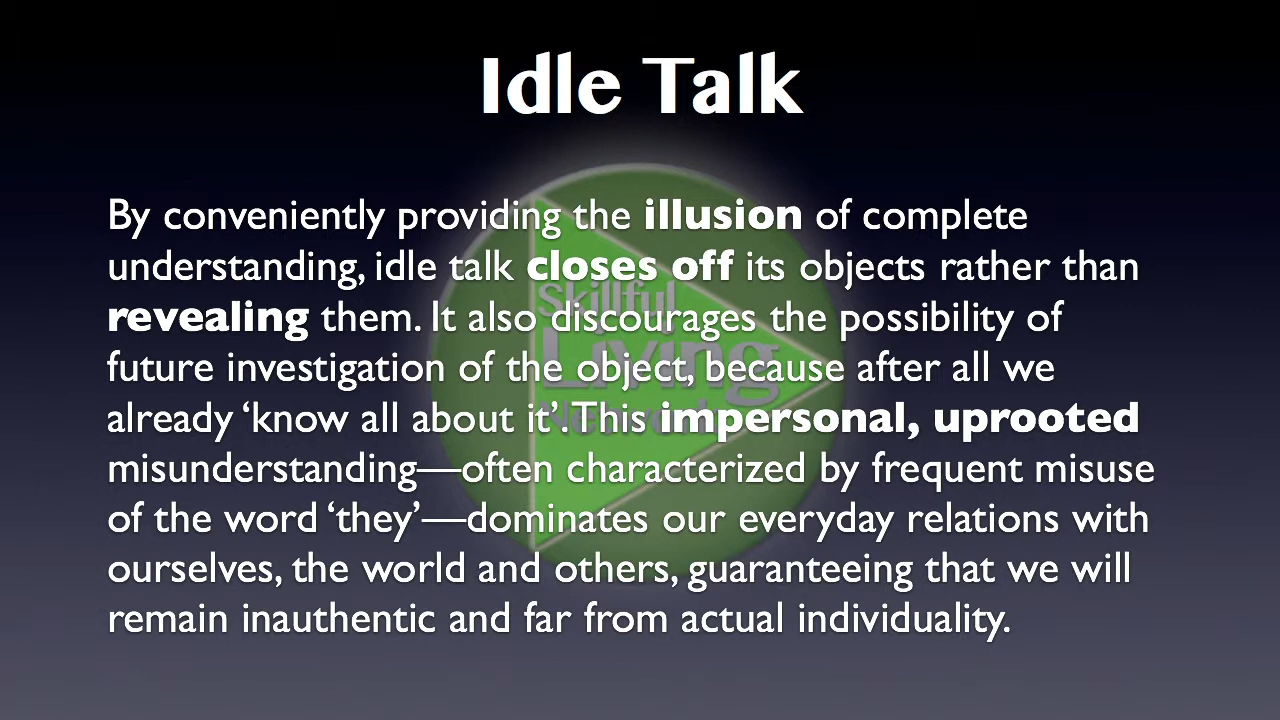 Idle Talk
By conveniently providing the illusion of complete
understanding, idle talk closes off its objects rather than
revealing them. It also discourages the possibility of
future investigation of the object, because after all we
already ‘know all about it’. This impersonal, uprooted
misunderstanding—often characterized by frequent misuse
of the word ‘they’—dominates our everyday relations with
ourselves, the world and others, guaranteeing that we will
remain inauthentic and far from actual individuality.
Skillful
Living
Network